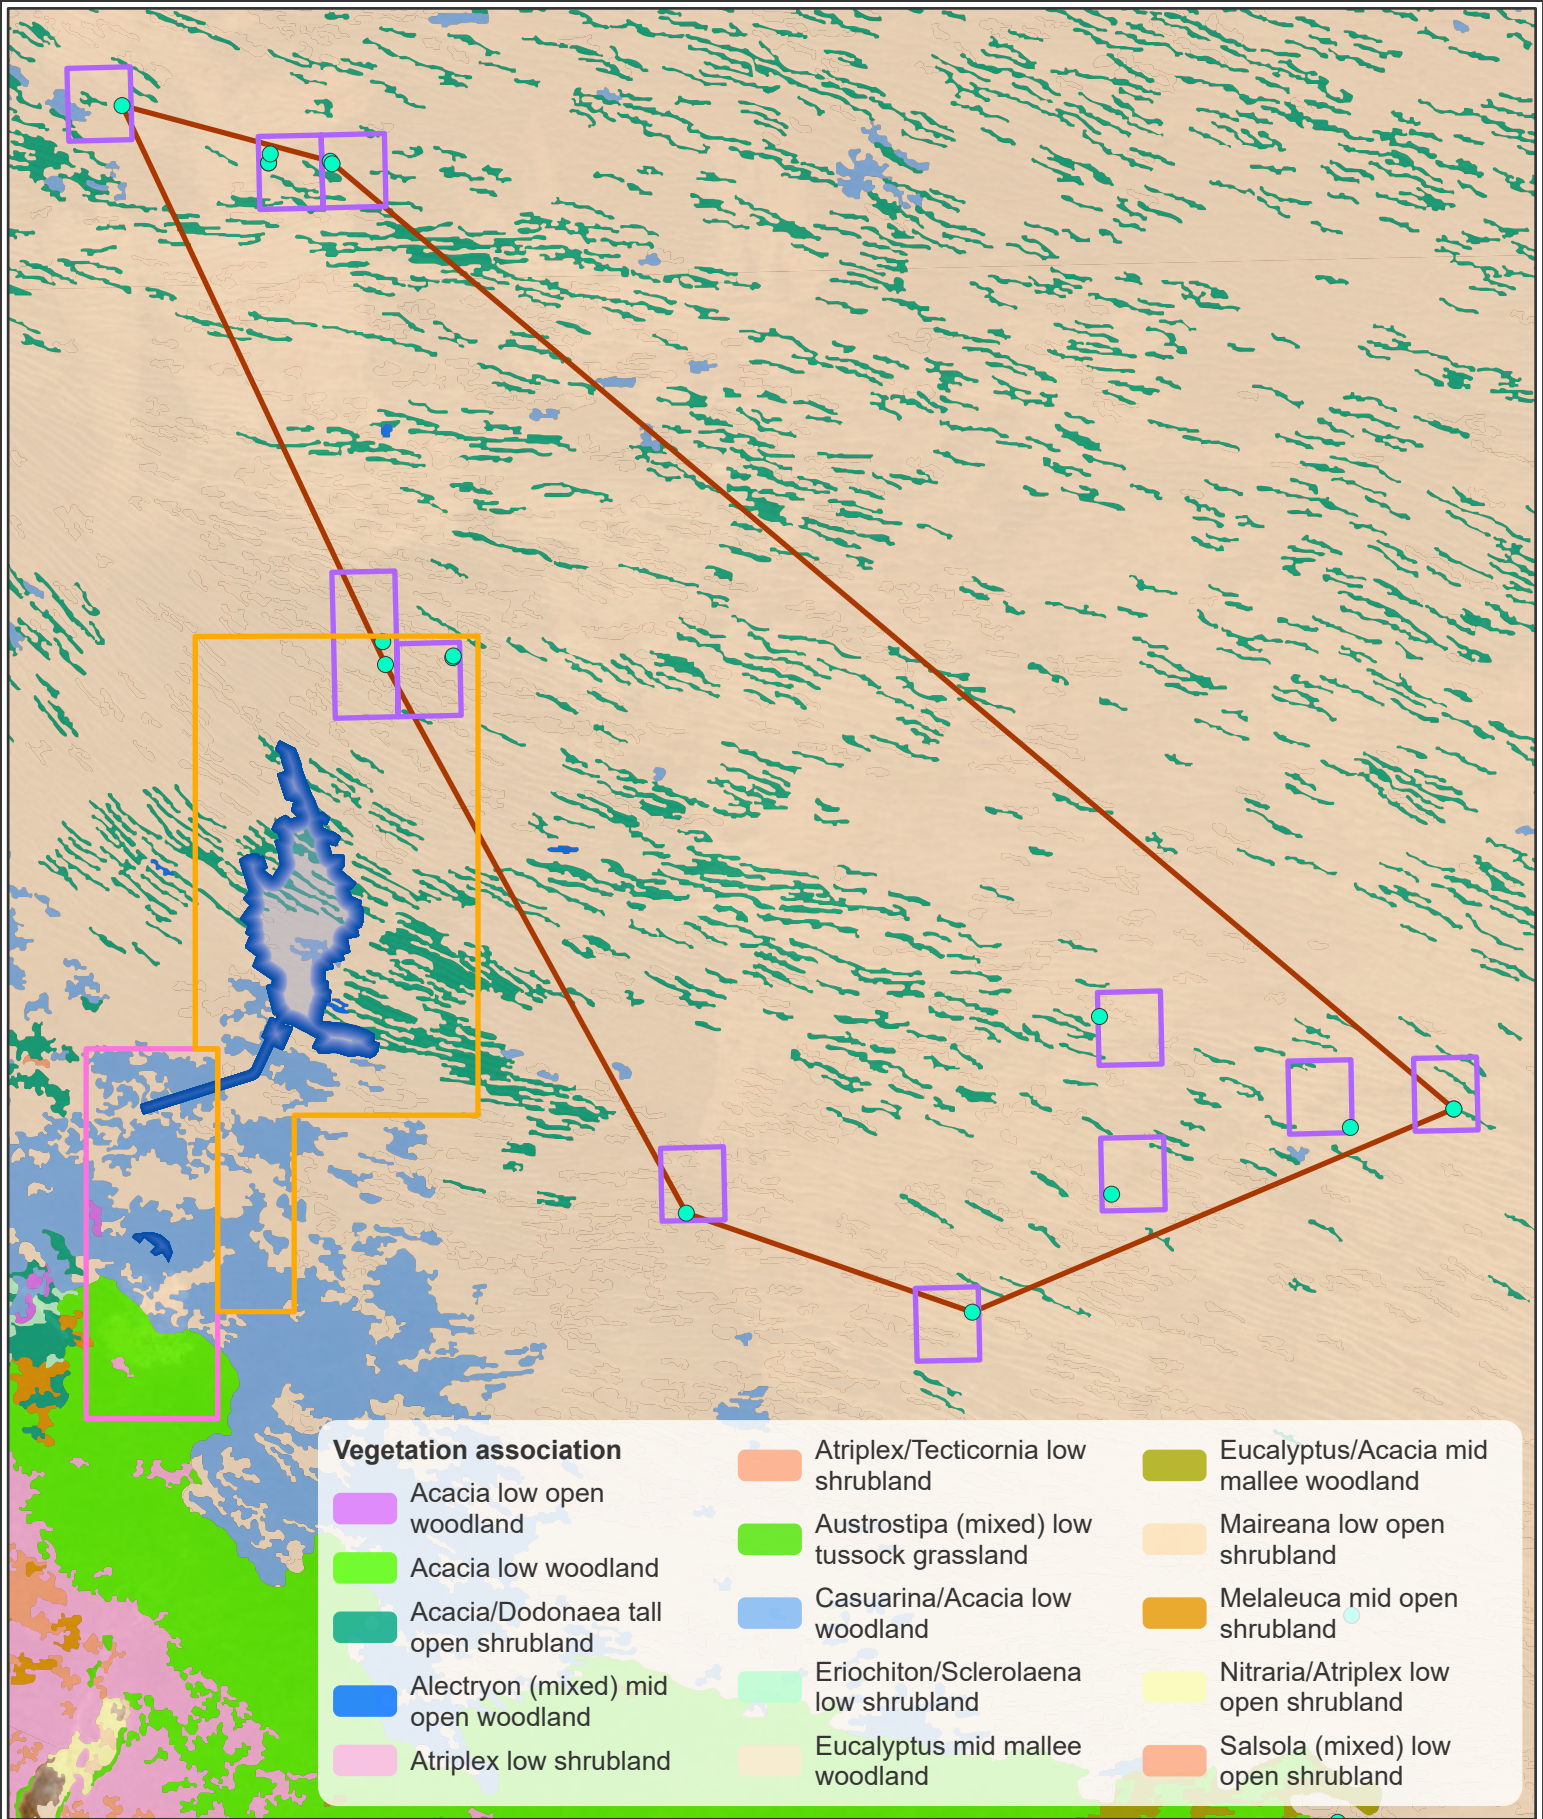 Vegetation association
Acacia low open
woodland
Acacia low woodland
Acacia/Dodonaea tall
open shrubland
Alectryon (mixed) mid
open woodland
Atriplex low shrubland
Atriplex/Tecticornia low
shrubland
Austrostipa (mixed) low
tussock grassland
Casuarina/Acacia low
woodland
Eriochiton/Sclerolaena
low shrubland
Eucalyptus mid mallee
woodland
Eucalyptus/Acacia mid
mallee woodland
Maireana low open
shrubland
Melaleuca mid open
shrubland
Nitraria/Atriplex low
open shrubland
Salsola (mixed) low
open shrubland